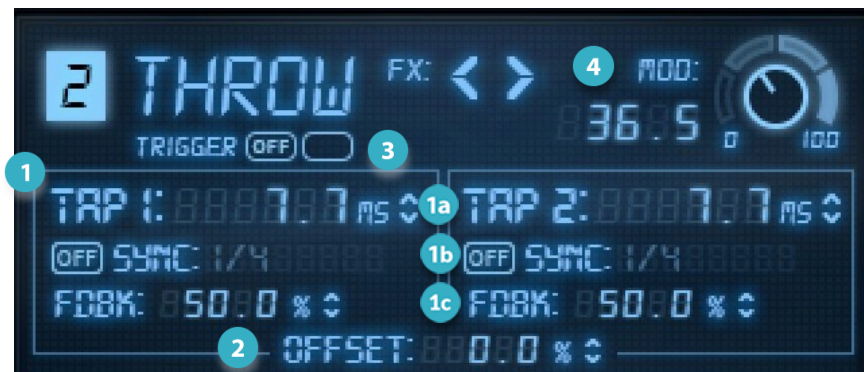 2 THROW FX: < > 4 MOD:
36.5 0 100
TRIGGER OFF 3
1
TAP 1: 7.7 ms 1a TAP 2: 7.7 ms
OFF SYNC: 1/4 1b OFF SYNC: 1/4
FDBK: 50.0 % 1c FDBK: 50.0 %
2 OFFSET: 0.0 %